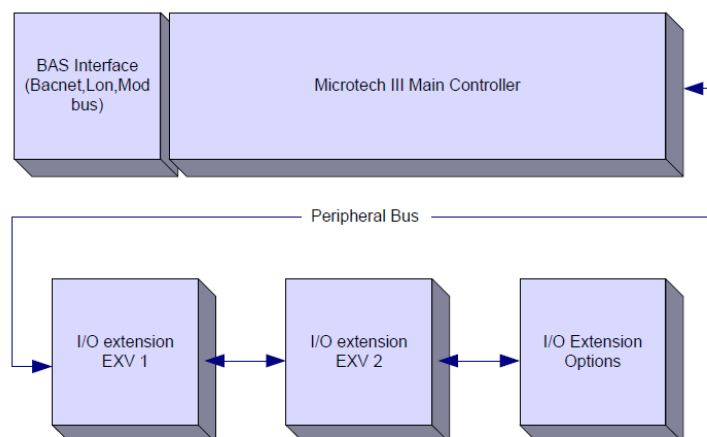 BAS Interface
(Bacnet,Lon,Mod
bus)
Microtech III Main Controller
Peripheral Bus
I/O extension
EXV 1
I/O extension
EXV 2
I/O Extension
Options